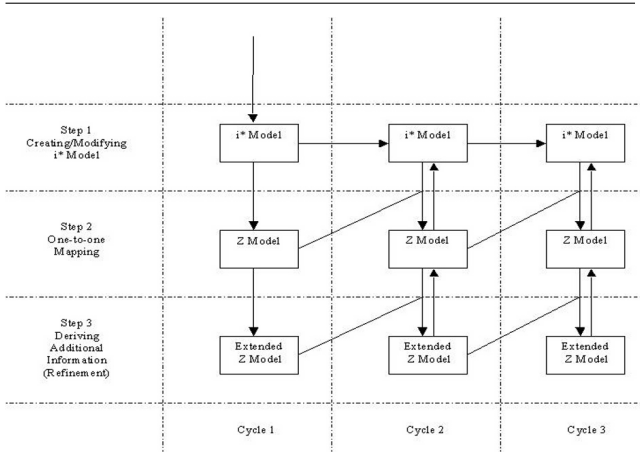 Step 1
Creating/Modifying
i* Model
i* Model
i* Model
i* Model
Step 2
One-to-one
Mapping
Z Model
Z Model
Z Model
Step 3
Deriving
Additional
Information
(Refinement)
Extended
Z Model
Extended
Z Model
Extended
Z Model
Cycle 1
Cycle 2
Cycle 3